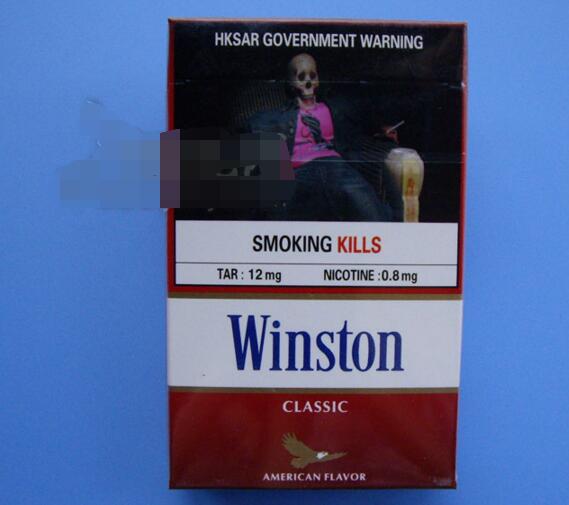 HKSAR GOVERNMENT WARNING
SMOKING KILLS
TAR : 12 mg NICOTINE :0.8 mg
Winston
CLASSIC
AMERICAN FLAVOR